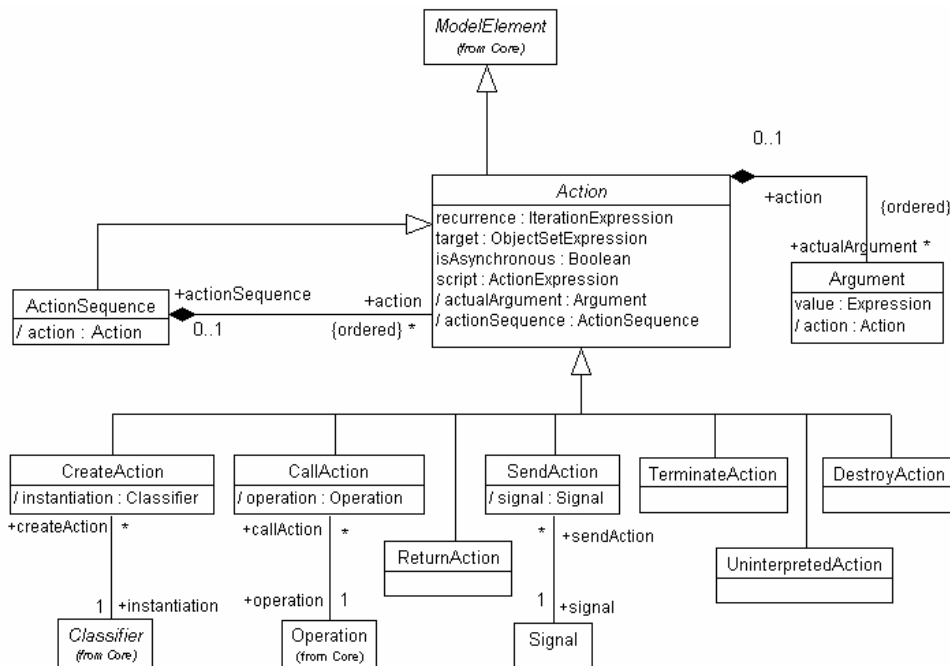 ModelElement
(from Core)
0..1
Action
+action
recurrence : IterationExpression
{ordered}
target : ObjectSetExpression
isAsynchronous : Boolean
+actualArgument *
script : ActionExpression
Argument
+actionSequence
+action
/ actualArgument : Argument
value : Expression
ActionSequence
/ actionSequence : ActionSequence
/ action : Action
/ action : Action
0..1
{ordered} *
CreateAction
CallAction
SendAction
TerminateAction
DestroyAction
/ instantiation : Classifier
/ operation : Operation
/ signal : Signal
+createAction *
+callAction *
* +sendAction
ReturnAction
UninterpretedAction
1 +instantiation
+operation 1
1 +signal
Classifier
(from Core)
Operation
(from Core)
Signal